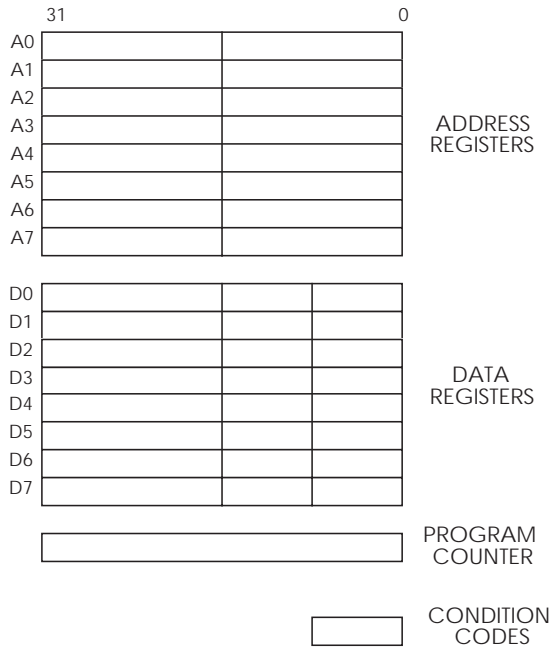 31 0
A0
A1
A2
A3
A4
A5
A6
A7
ADDRESS
REGISTERS
D0
D1
D2
D3
D4
D5
D6
D7
DATA
REGISTERS
PROGRAM
COUNTER
CONDITION
CODES